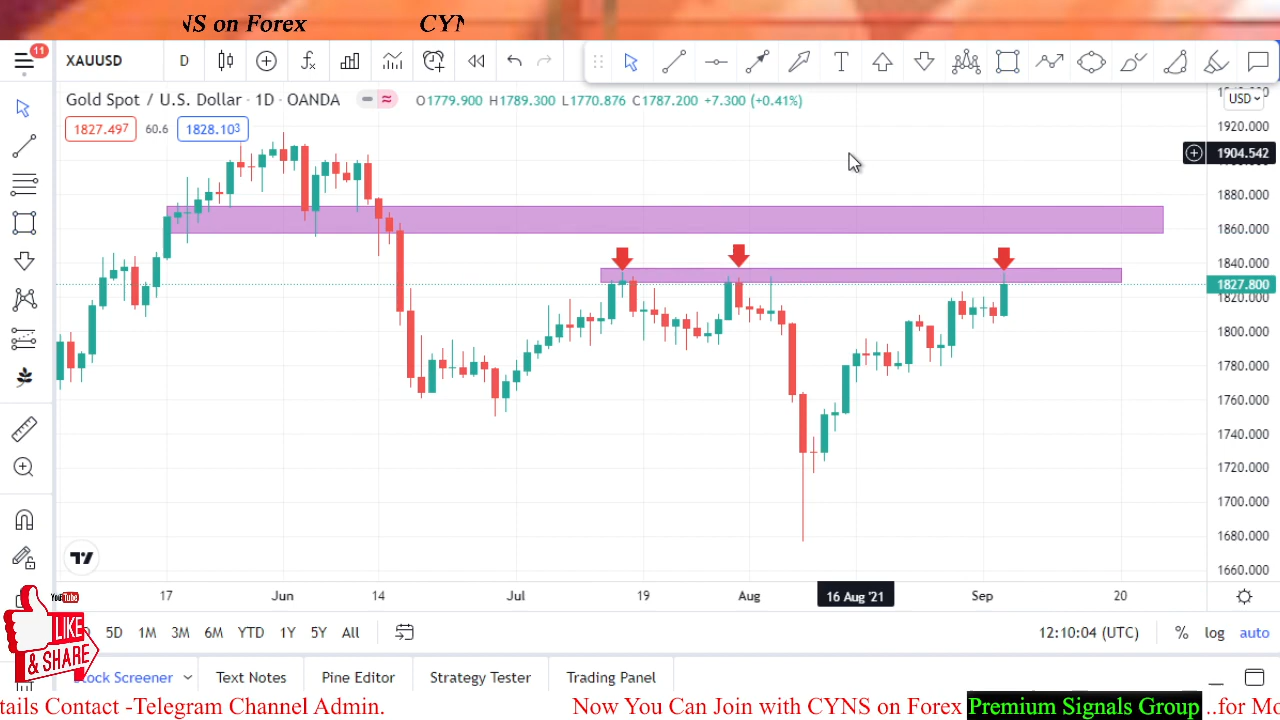 NS on Forex CYN
11
XAUUSD D
Gold Spot / U.S. Dollar · 1D · OANDA O1779.900 H1789.300 L1770.876 C1787.200 +7.300 (+0.41%)
USD
1827.497 60.6 1828.103
1920.000
1904.542
1880.000
1860.000
1840.000
1827.800
1820.000
1800.000
1780.000
1760.000
1740.000
1720.000
1700.000
1680.000
1660.000
17 Jun 14 Jul 19 Aug 16 Aug '21 Sep 20
YouTube
LIKE
& SHARE
5D 1M 3M 6M YTD 1Y 5Y All 12:10:04 (UTC) % log auto
Stock Screener Text Notes Pine Editor Strategy Tester Trading Panel
tails Contact -Telegram Channel Admin. Now You Can Join with CYNS on Forex Premium Signals Group ..for Mo